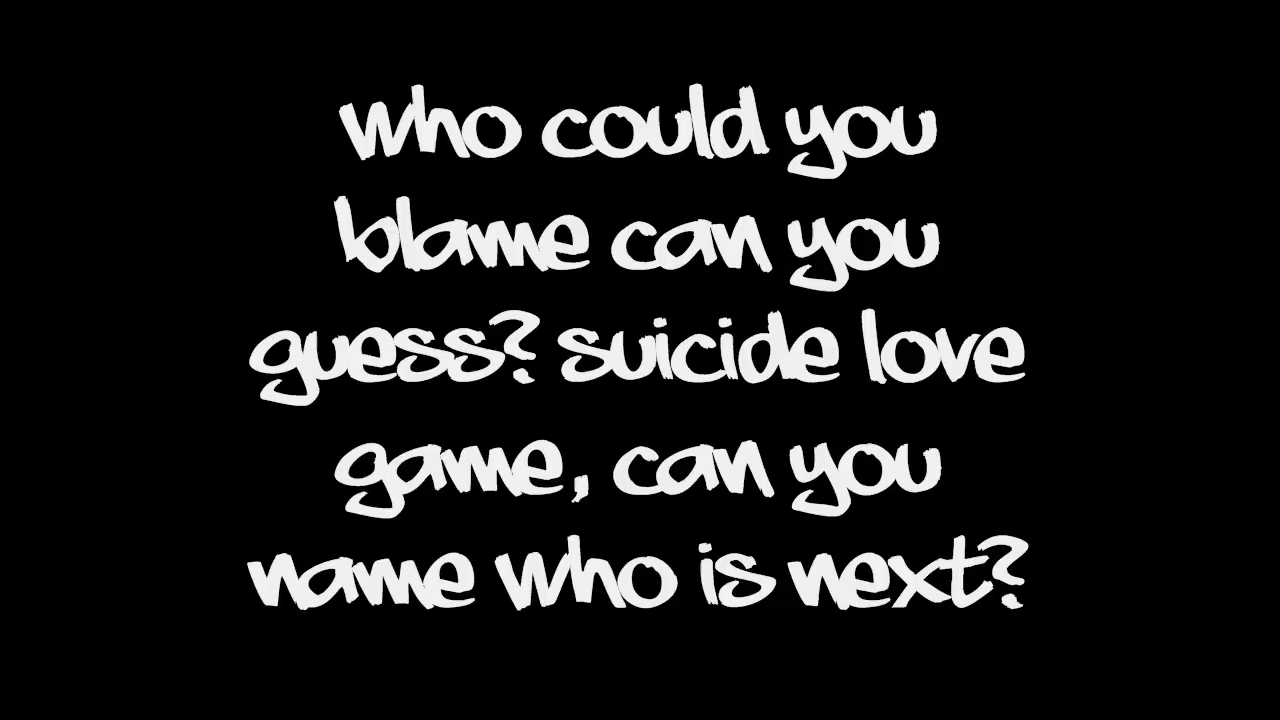 who could you
blame can you
guess? suicide love
game, can you
name who is next?